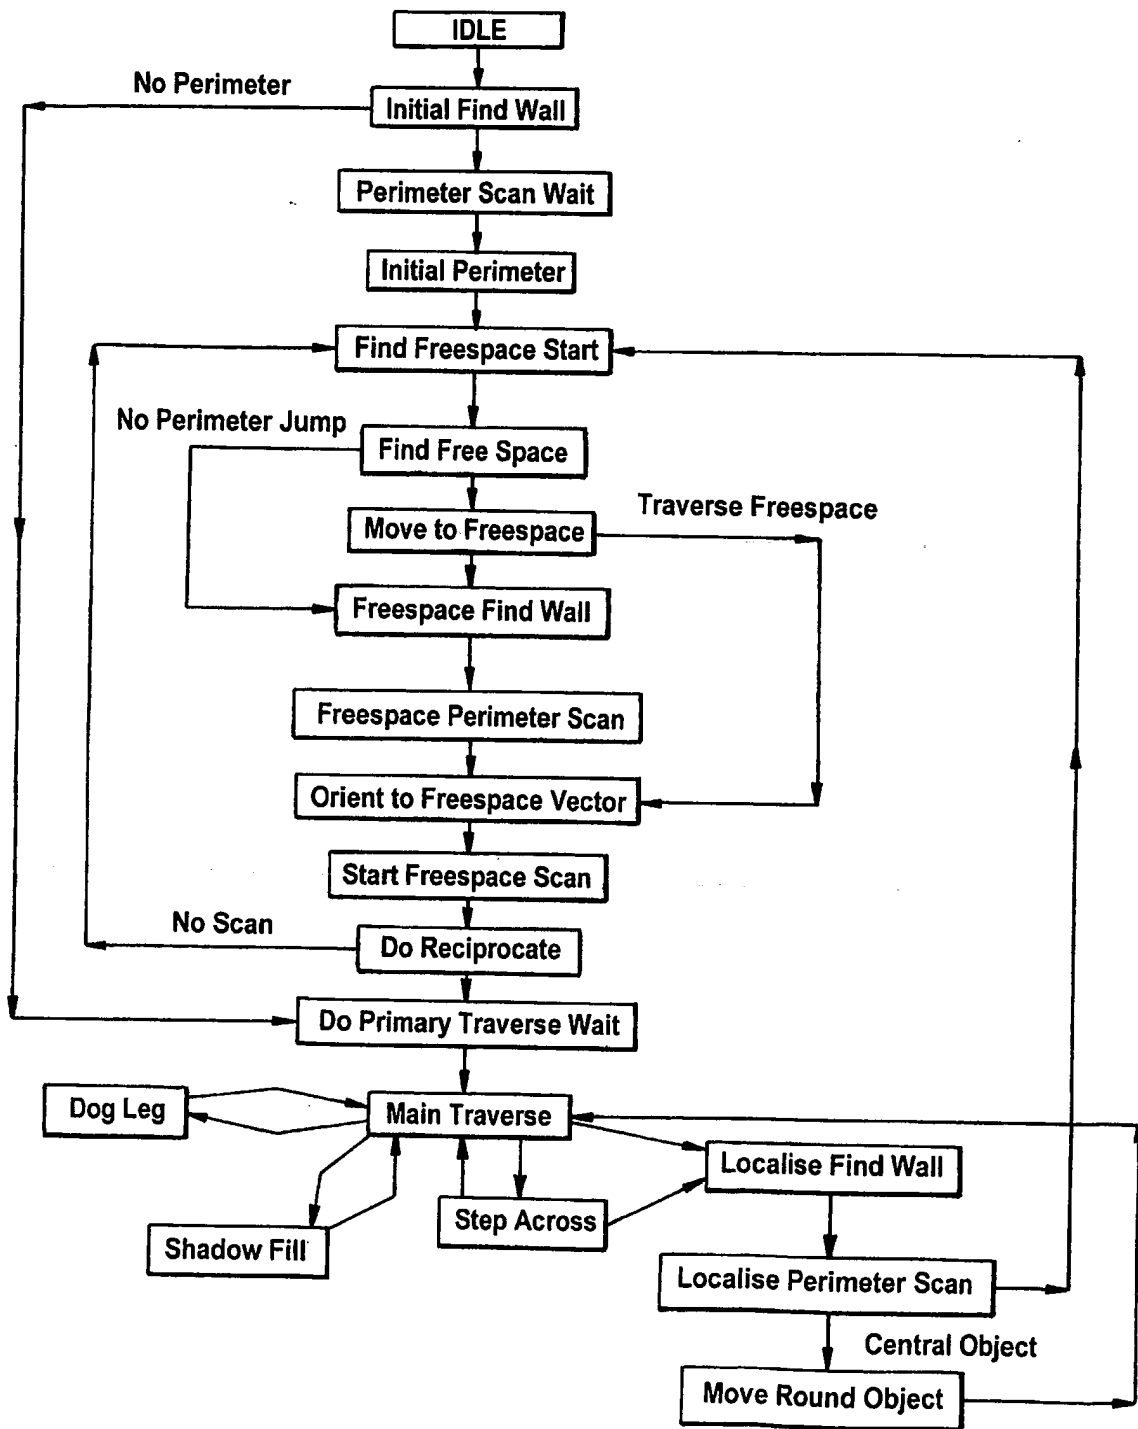 IDLE
No Perimeter
Initial Find Wall
Perimeter Scan Wait
Initial Perimeter
Find Freespace Start
No Perimeter Jump
Find Free Space
Traverse Freespace
Move to Freespace
Freespace Find Wall
Freespace Perimeter Scan
Orient to Freespace Vector
Start Freespace Scan
No Scan
Do Reciprocate
Do Primary Traverse Wait
Dog Leg
Main Traverse
Localise Find Wall
Step Across
Shadow Fill
Localise Perimeter Scan
Central Object
Move Round Object